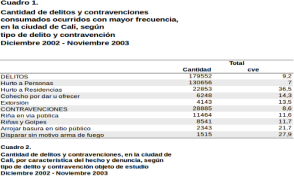 Cuadro 1.
Cantidad de delitos y contravenciones
consumados ocurridos con mayor frecuencia,
en la ciudad de Cali, según
tipo de delito y contravención
Diciembre 2002 - Noviembre 2003
Total
Cantidad cve
DELITOS 179552 9,2
Hurto a Personas 130656 7
Hurto a Residencias 22853 36,5
Cohecho por dar u ofrecer 6248 14,3
Extorsión 4143 13,5
CONTRAVENCIONES 28885 8,6
Riña en vía pública 11464 11,6
Riñas y Golpes 8541 11,7
Arrojar basura en sitio público 2343 21,7
Disparar sin motivo arma de fuego 1515 27,9
Cuadro 2.
Cantidad de delitos y contravenciones, en la ciudad de
Cali, por característica del hecho y denuncia, según
tipo de delito y contravención objeto de estudio
Diciembre 2002 - Noviembre 2003